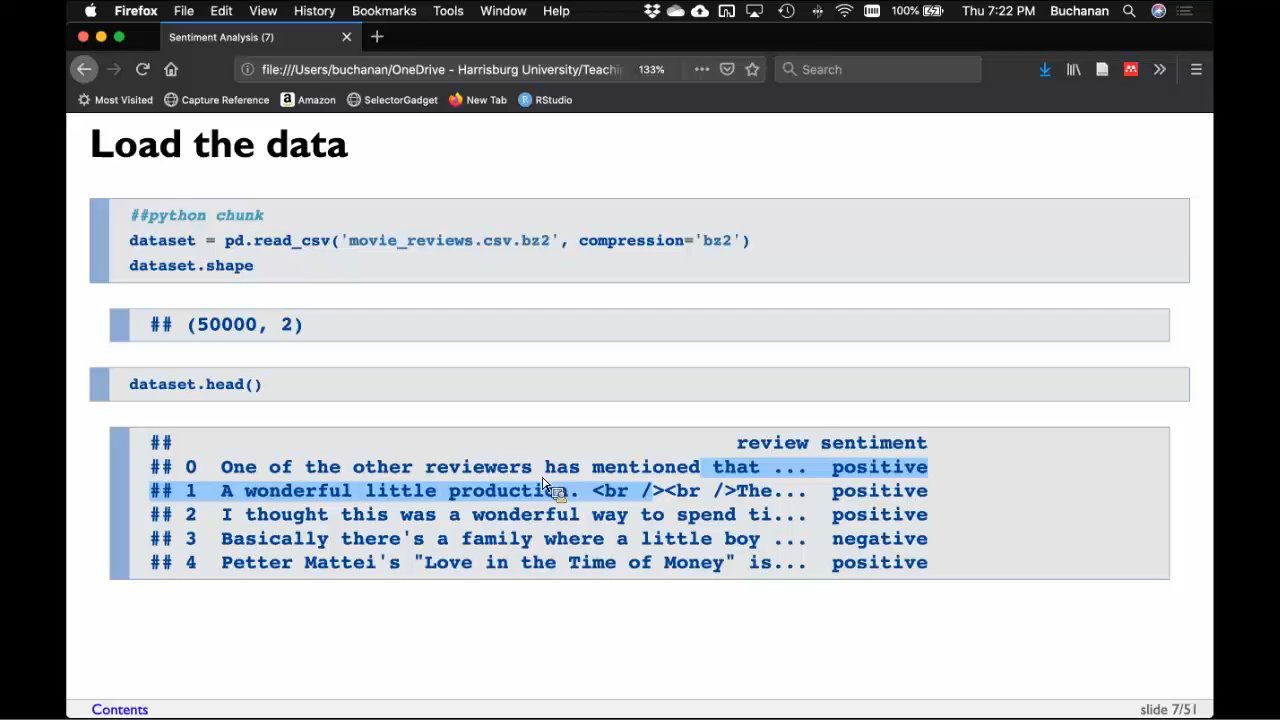 Firefox File Edit View History Bookmarks Tools Window Help 100% Thu 7:22 PM Buchanan
Sentiment Analysis (7)
file:///Users/buchanan/OneDrive - Harrisburg University/Teachi 133% Search
Most Visited Capture Reference Amazon SelectorGadget New Tab RStudio
Load the data
##python chunk
dataset = pd.read_csv('movie_reviews.csv.bz2', compression='bz2')
dataset.shape
## (50000, 2)
dataset.head()
## review sentiment
## 0 One of the other reviewers has mentioned that ... positive
## 1 A wonderful little production. <br /><br />The... positive
## 2 I thought this was a wonderful way to spend ti... positive
## 3 Basically there's a family where a little boy ... negative
## 4 Petter Mattei's "Love in the Time of Money" is... positive
Contents slide 7/51